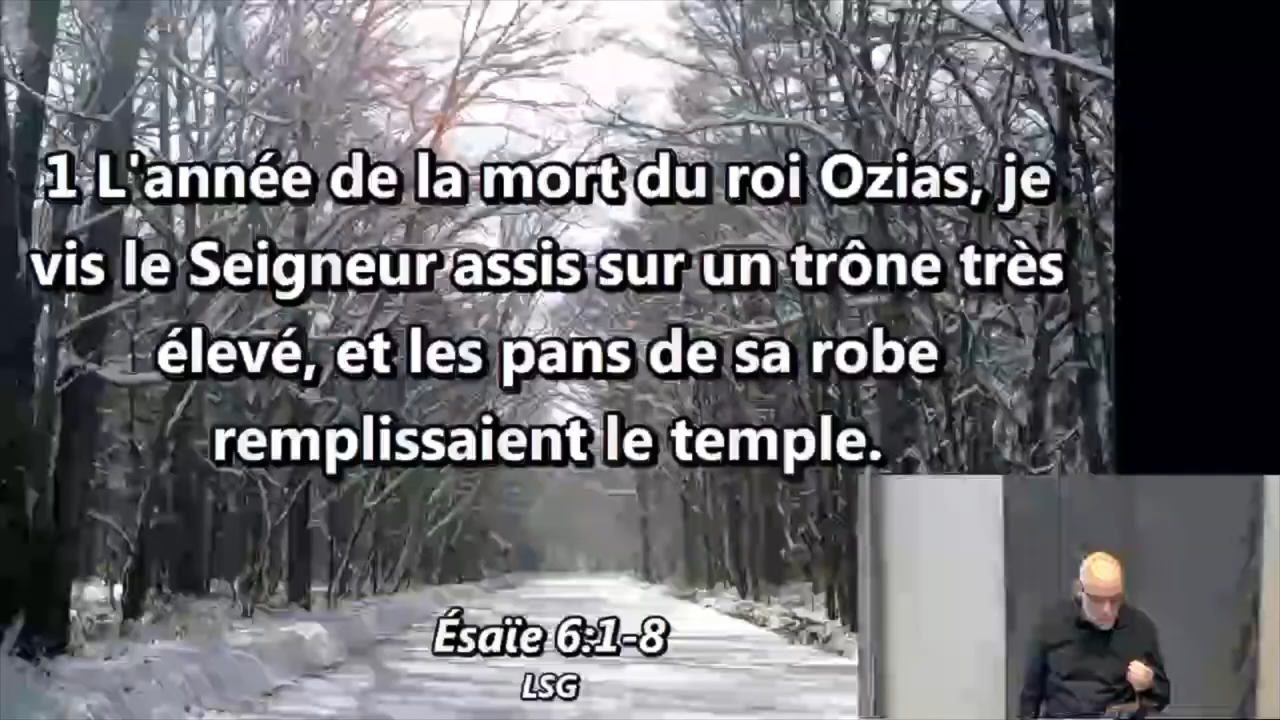 1 L'année de la mort du roi Ozias, je
vis le Seigneur assis sur un trône très
élevé, et les pans de sa robe
remplissaient le temple.
Ésaïe 6:1-8
LSG